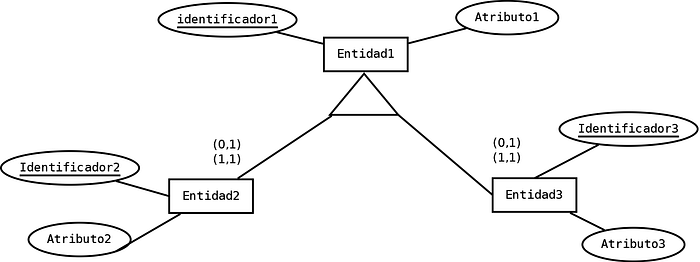 identificador1
Atributo1
Entidad1
(0,1)
(1,1)
(0,1)
(1,1)
Identificador3
Identificador2
Entidad2
Entidad3
Atributo2
Atributo3